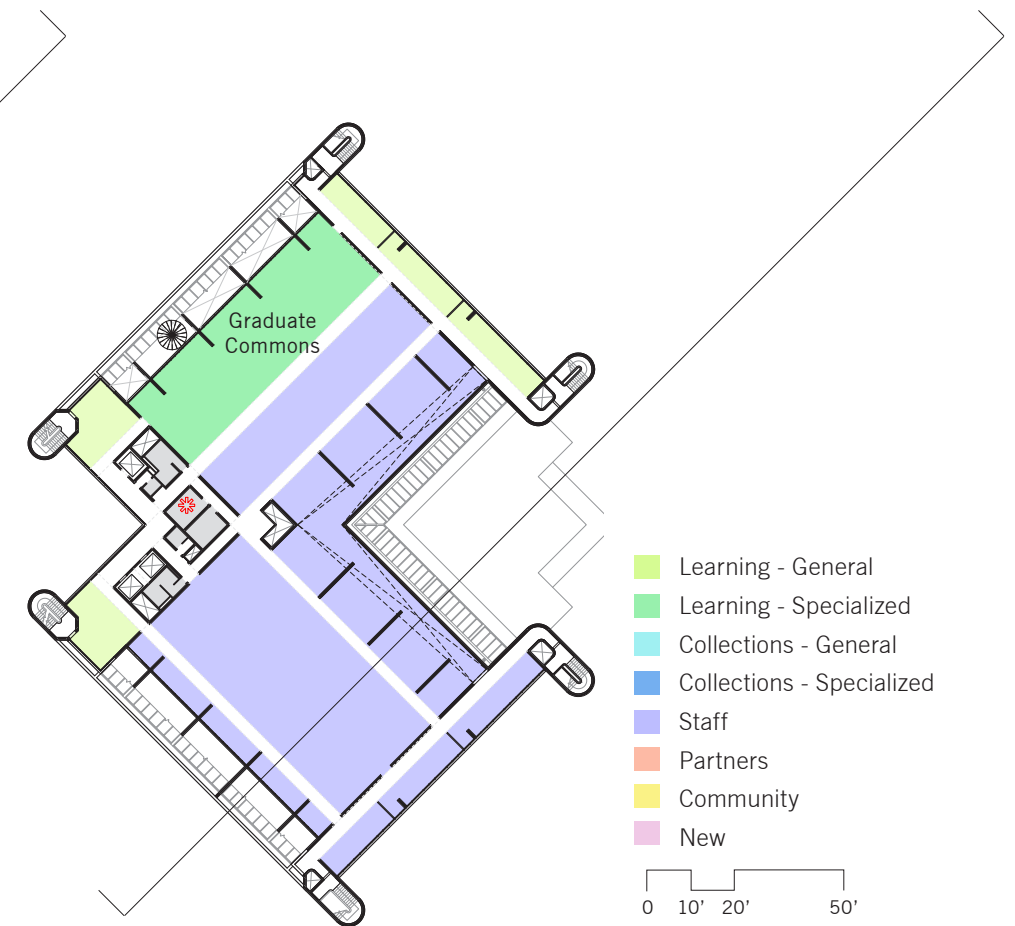 Graduate
Commons
Learning - General
Learning - Specialized
Collections - General
Collections - Specialized
Staff
Partners
Community
New
0 10’ 20’ 50’